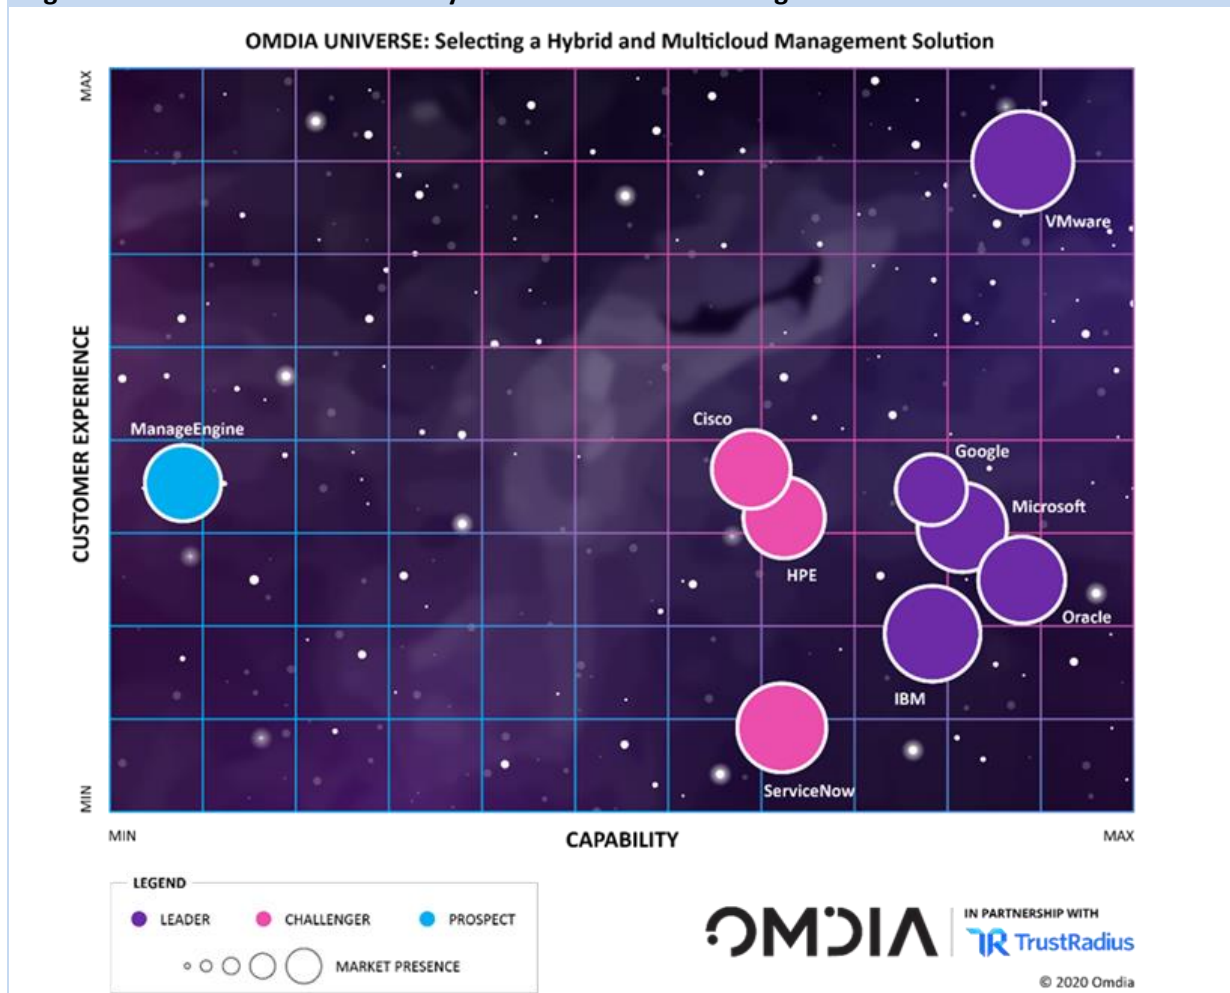 OMDIA UNIVERSE: Selecting a Hybrid and Multicloud Management Solution
MAX
CUSTOMER EXPERIENCE
MIN
VMware
ManageEngine
Cisco
Google
Microsoft
HPE
Oracle
IBM
ServiceNow
MIN
CAPABILITY
MAX
LEGEND
LEADER
CHALLENGER
PROSPECT
MARKET PRESENCE
OMDIA
IN PARTNERSHIP WITH
TR TrustRadius
© 2020 Omdia